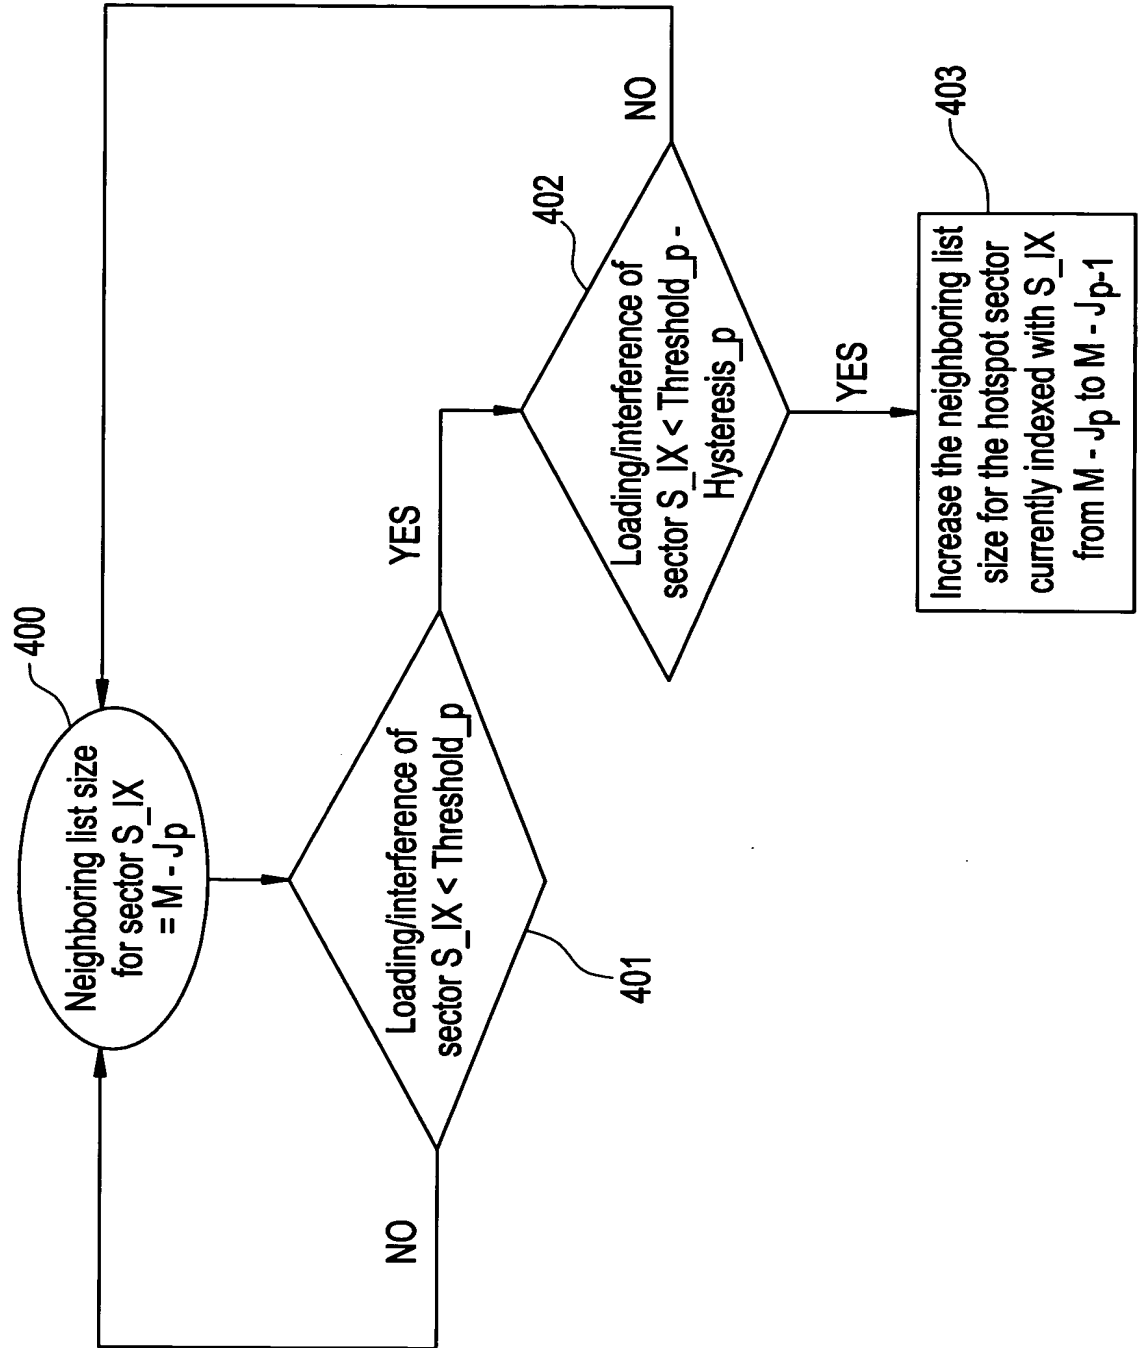 400
Neighboring list size
for sector S_IX
= M - Jp
Loading/interference of
sector S_IX < Threshold_p
401
NO
YES
402
Loading/interference of
sector S_IX < Threshold_p -
Hysteresis_p
NO
YES
403
Increase the neighboring list
size for the hotspot sector
currently indexed with S_IX
from M - Jp to M - Jp-1